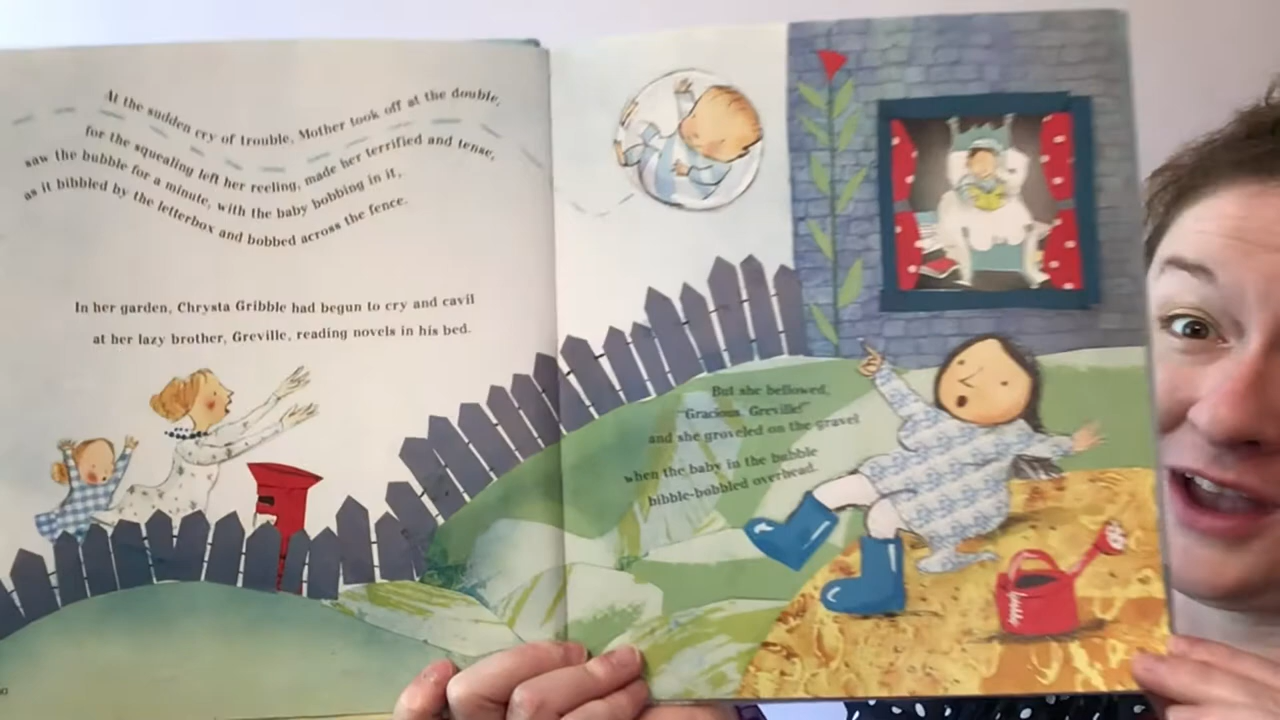 At the sudden cry of trouble, Mother took off at the double,
for the squealing left her reeling, made her terrified and tense,
saw the bubble for a minute, with the baby bobbing in it,
as it bibbled by the letterbox and bobbed across the fence.
In her garden, Chrysta Gribble had begun to cry and cavil
at her lazy brother, Greville, reading novels in his bed.
But she bellowed,
"Gracious, Greville!"
and she groveled on the gravel
when the baby in the bubble
bibble-bobbled overhead.